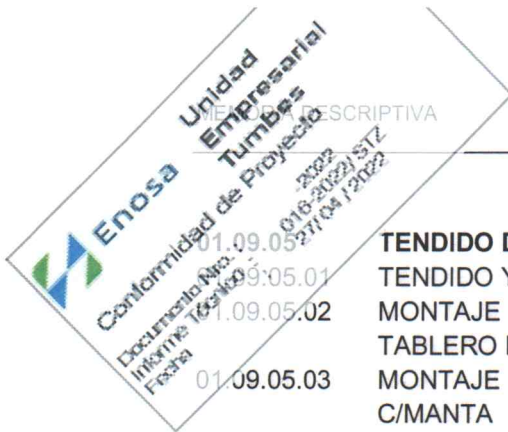 Enosa
Unidad
Empresarial
Tumbes
Conformidad de Proyecto
Documento Nro. : -2022
Informe Técnico : 016-2022/ STZ
Fecha 27/ 04 / 2022
MEMORIA DESCRIPTIVA
01.09.05 TENDIDO
01.09.05.01 TENDIDO Y
01.09.05.02 MONTAJE
TABLERO
01.09.05.03 MONTAJE
C/MANTA